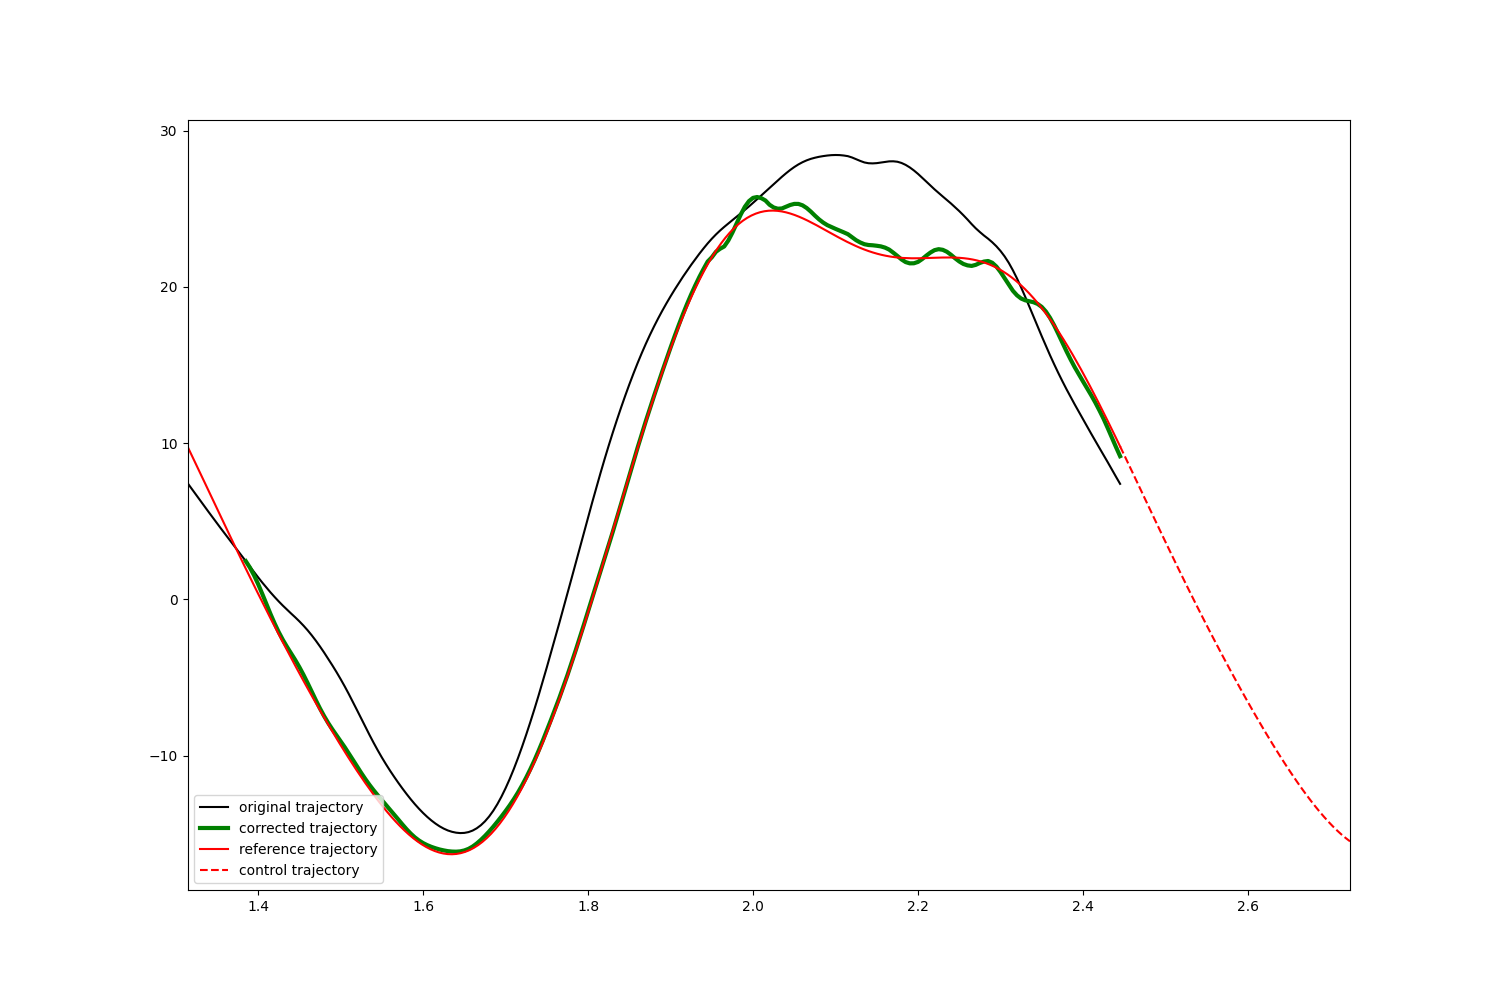 30
20
10
0
−10
original trajectory
corrected trajectory
reference trajectory
control trajectory
1.4 1.6 1.8 2.0 2.2 2.4 2.6